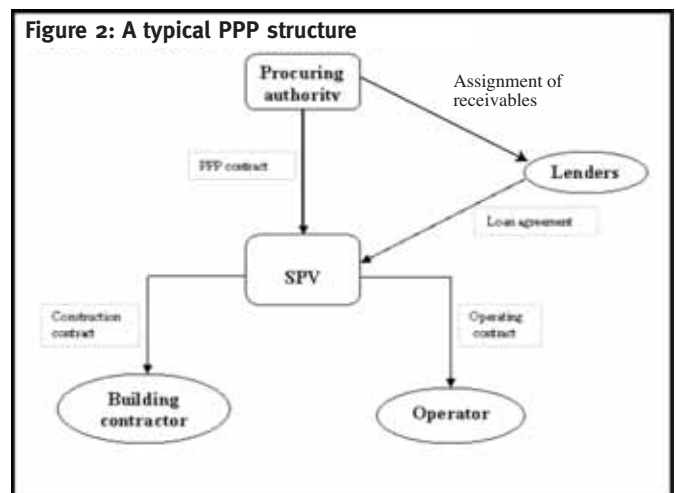 Figure 2: A typical PPP structure
Procuring
authority
Assignment of
receivables
PPP contract
Lenders
Loan agreement
SPV
Construction
contract
Operating
contract
Building
contractor
Operator